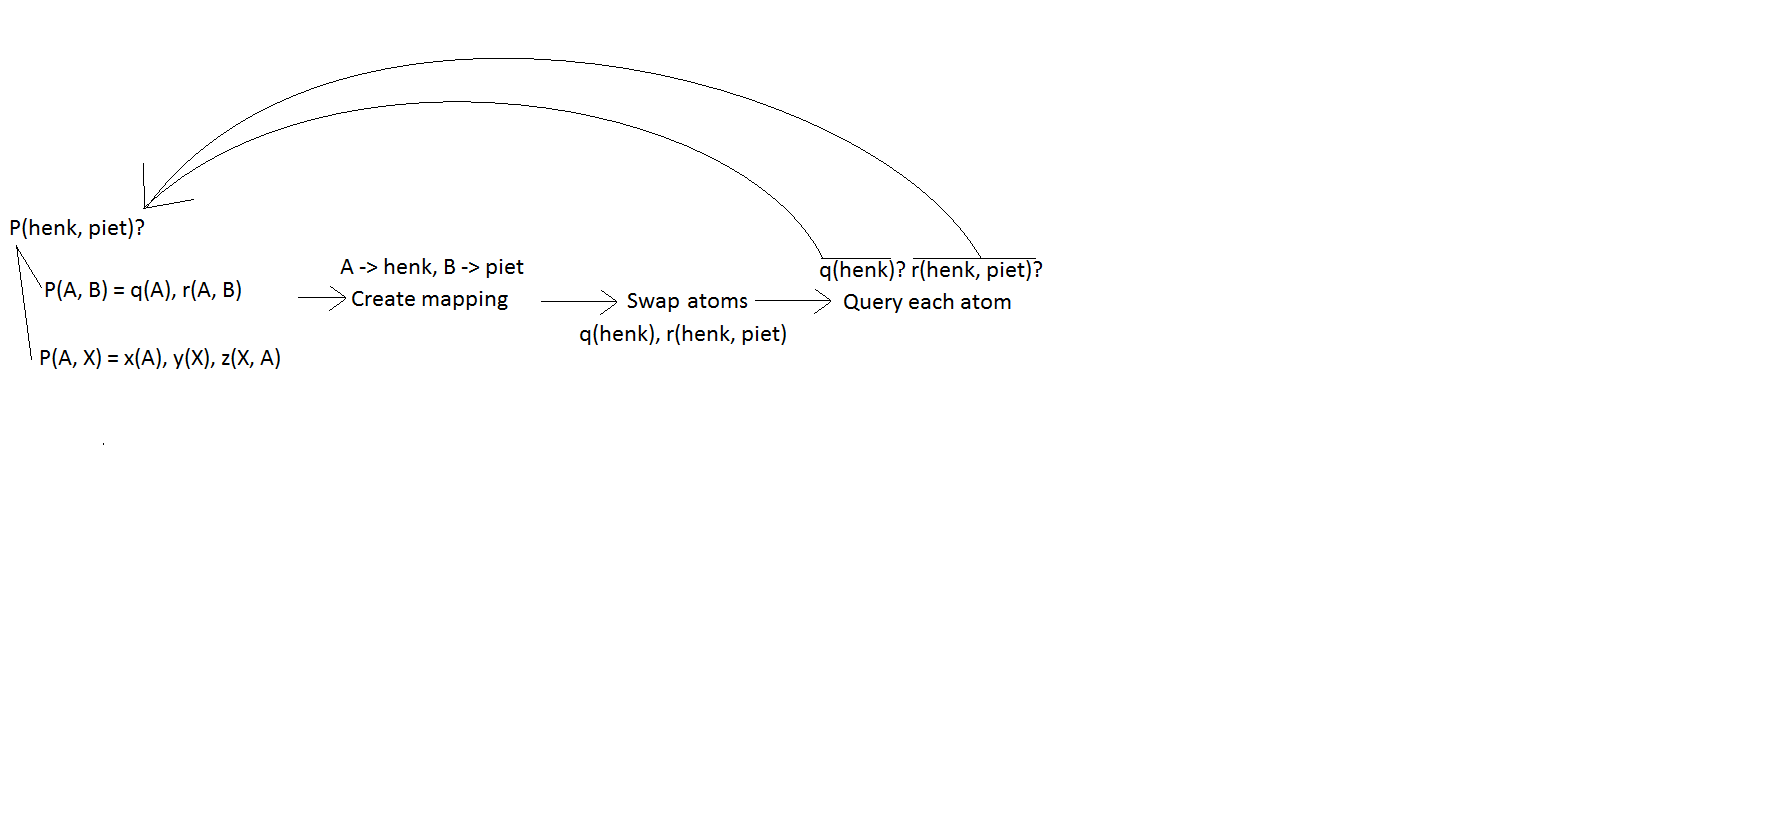 P(henk, piet)?
P(A, B) = q(A), r(A, B)
P(A, X) = x(A), y(X), z(X, A)
A -> henk, B -> piet
Create mapping
Swap atoms
q(henk), r(henk, piet)
q(henk)? r(henk, piet)?
Query each atom